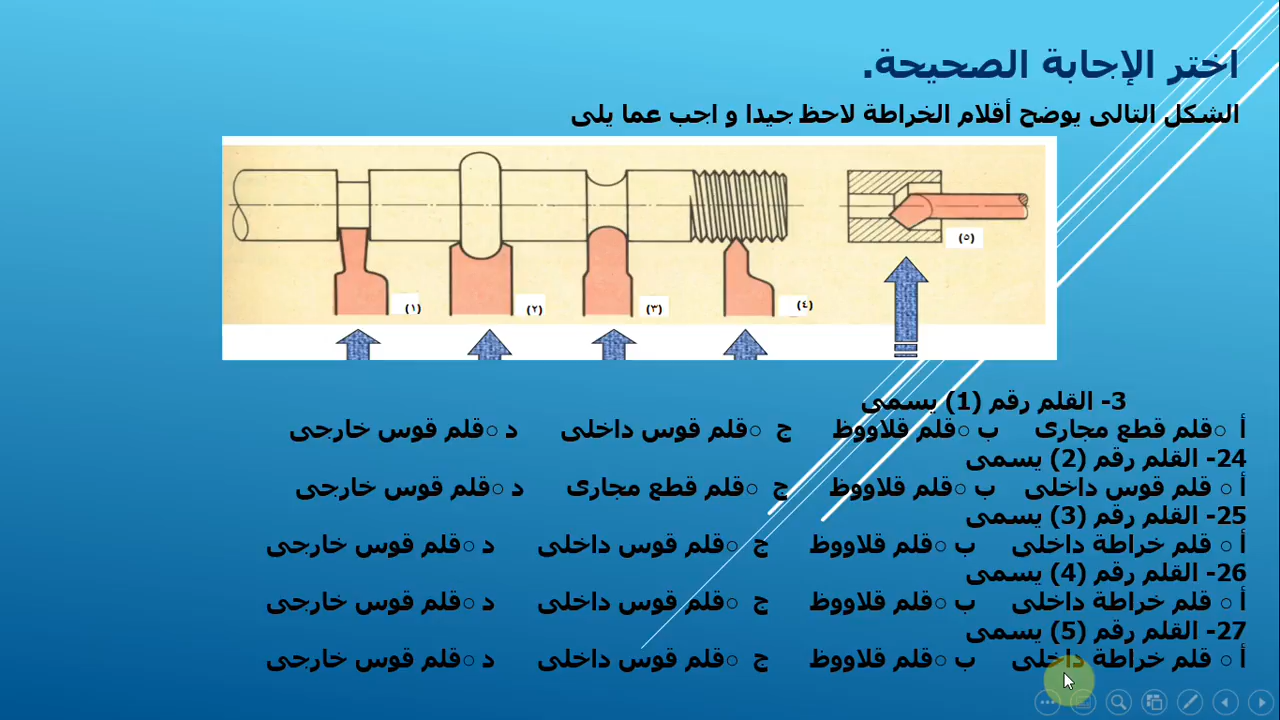 اختر الإجابة الصحيحة.
الشكل التالى يوضح أقلام الخراطة لاحظ جيدا و اجب عما يلى
(١) (٢) (٣) (٤) (٥)
3- القلم رقم (1) يسمى
أ ○قلم قطع مجارى ب ○قلم قلاووظ ج ○قلم قوس داخلى د ○قلم قوس خارجى
24- القلم رقم (2) يسمى
أ ○ قلم قوس داخلى ب ○قلم قلاووظ ج ○قلم قطع مجارى د ○قلم قوس خارجى
25- القلم رقم (3) يسمى
أ ○ قلم خراطة داخلى ب ○قلم قلاووظ ج ○قلم قوس داخلى د ○قلم قوس خارجى
26- القلم رقم (4) يسمى
أ ○ قلم خراطة داخلى ب ○قلم قلاووظ ج ○قلم قوس داخلى د ○قلم قوس خارجى
27- القلم رقم (5) يسمى
أ ○ قلم خراطة داخلى ب ○قلم قلاووظ ج ○قلم قوس داخلى د ○قلم قوس خارجى